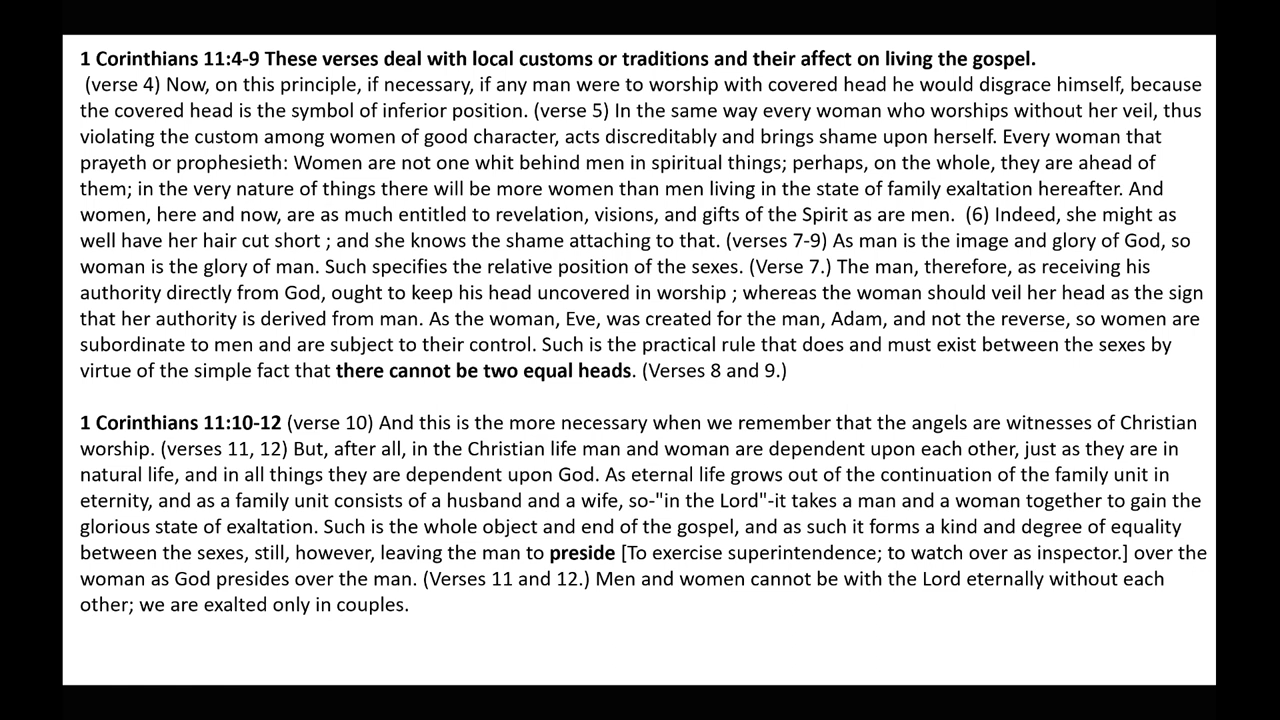 1 Corinthians 11:4-9 These verses deal with local customs or traditions and their affect on living the gospel.
(verse 4) Now, on this principle, if necessary, if any man were to worship with covered head he would disgrace himself, because
the covered head is the symbol of inferior position. (verse 5) In the same way every woman who worships without her veil, thus
violating the custom among women of good character, acts discreditably and brings shame upon herself. Every woman that
prayeth or prophesieth: Women are not one whit behind men in spiritual things; perhaps, on the whole, they are ahead of
them; in the very nature of things there will be more women than men living in the state of family exaltation hereafter. And
women, here and now, are as much entitled to revelation, visions, and gifts of the Spirit as are men.  (6) Indeed, she might as
well have her hair cut short ; and she knows the shame attaching to that. (verses 7-9) As man is the image and glory of God, so
woman is the glory of man. Such specifies the relative position of the sexes. (Verse 7.) The man, therefore, as receiving his
authority directly from God, ought to keep his head uncovered in worship ; whereas the woman should veil her head as the sign
that her authority is derived from man. As the woman, Eve, was created for the man, Adam, and not the reverse, so women are
subordinate to men and are subject to their control. Such is the practical rule that does and must exist between the sexes by
virtue of the simple fact that there cannot be two equal heads. (Verses 8 and 9.)
1 Corinthians 11:10-12 (verse 10) And this is the more necessary when we remember that the angels are witnesses of Christian
worship. (verses 11, 12) But, after all, in the Christian life man and woman are dependent upon each other, just as they are in
natural life, and in all things they are dependent upon God. As eternal life grows out of the continuation of the family unit in
eternity, and as a family unit consists of a husband and a wife, so-"in the Lord"-it takes a man and a woman together to gain the
glorious state of exaltation. Such is the whole object and end of the gospel, and as such it forms a kind and degree of equality
between the sexes, still, however, leaving the man to preside [To exercise superintendence; to watch over as inspector.] over the
woman as God presides over the man. (Verses 11 and 12.) Men and women cannot be with the Lord eternally without each
other; we are exalted only in couples.